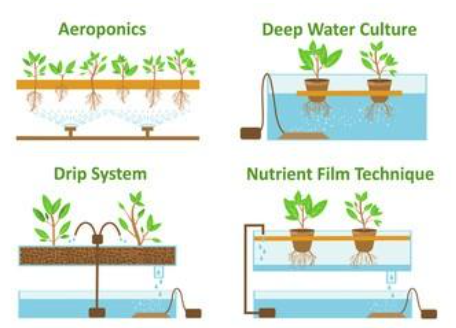 Aeroponics
Deep Water Culture
Drip System
Nutrient Film Technique